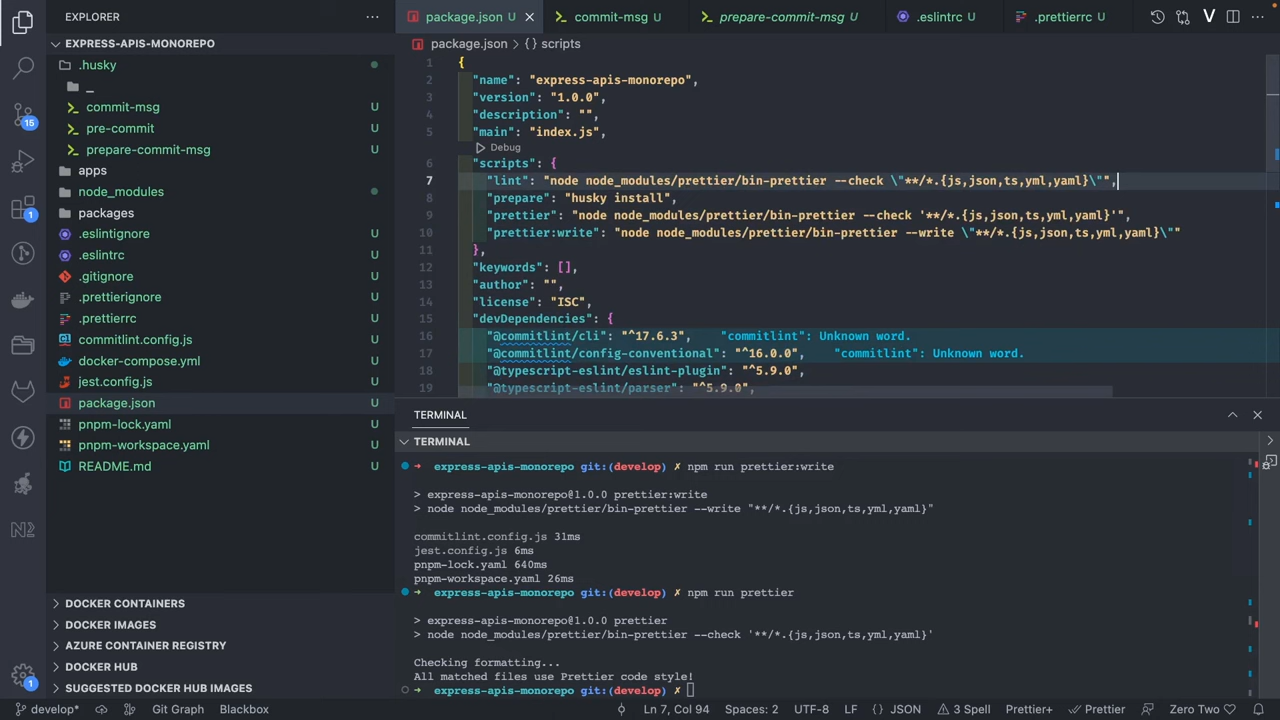 EXPLORER
package.json U
commit-msg U
prepare-commit-msg U
.eslintrc U
.prettierrc U
EXPRESS-APIS-MONOREPO
.husky
_
commit-msg U
pre-commit U
prepare-commit-msg U
apps
node_modules
packages
.eslintignore U
.eslintrc U
.gitignore U
.prettierignore U
.prettierrc U
commitlint.config.js U
docker-compose.yml U
jest.config.js U
package.json U
pnpm-lock.yaml U
pnpm-workspace.yaml U
README.md U
DOCKER CONTAINERS
DOCKER IMAGES
AZURE CONTAINER REGISTRY
DOCKER HUB
SUGGESTED DOCKER HUB IMAGES
15
1
N2
V
package.json > {} scripts
1 {
2 "name": "express-apis-monorepo",
3 "version": "1.0.0",
4 "description": "",
5 "main": "index.js",
Debug
6 "scripts": {
7 "lint": "node node_modules/prettier/bin-prettier --check \"**/*.{js,json,ts,yml,yaml}\"",
8 "prepare": "husky install",
9 "prettier": "node node_modules/prettier/bin-prettier --check '**/*.{js,json,ts,yml,yaml}'",
10 "prettier:write": "node node_modules/prettier/bin-prettier --write \"**/*.{js,json,ts,yml,yaml}\""
11 },
12 "keywords": [],
13 "author": "",
14 "license": "ISC",
15 "devDependencies": {
16 "@commitlint/cli": "^17.6.3", "commitlint": Unknown word.
17 "@commitlint/config-conventional": "^16.0.0", "commitlint": Unknown word.
18 "@typescript-eslint/eslint-plugin": "^5.9.0",
19 "@typescript-eslint/parser": "^5.9.0",
TERMINAL
TERMINAL
➜ express-apis-monorepo git:(develop) ✗ npm run prettier:write
> express-apis-monorepo@1.0.0 prettier:write
> node node_modules/prettier/bin-prettier --write "**/*.{js,json,ts,yml,yaml}"
commitlint.config.js 31ms
jest.config.js 6ms
pnpm-lock.yaml 640ms
pnpm-workspace.yaml 26ms
➜ express-apis-monorepo git:(develop) ✗ npm run prettier
> express-apis-monorepo@1.0.0 prettier
> node node_modules/prettier/bin-prettier --check '**/*.{js,json,ts,yml,yaml}'
Checking formatting...
All matched files use Prettier code style!
➜ express-apis-monorepo git:(develop) ✗
develop* Git Graph Blackbox Ln 7, Col 94 Spaces: 2 UTF-8 LF {} JSON 3 Spell Prettier+ Prettier Zero Two